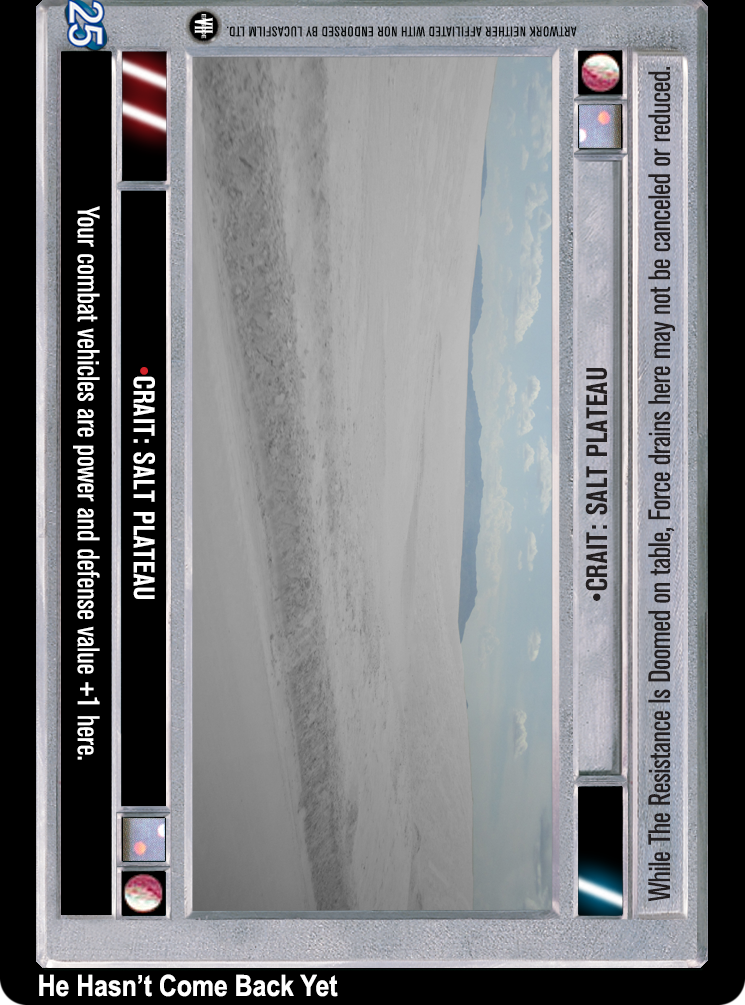 25
ARTWORK NEITHER AFFILIATED WITH NOR ENDORSED BY LUCASFILM LTD.
Your combat vehicles are power and defense value +1 here.
•CRAIT: SALT PLATEAU
•CRAIT: SALT PLATEAU
While The Resistance Is Doomed on table, Force drains here may not be canceled or reduced.
He Hasn’t Come Back Yet